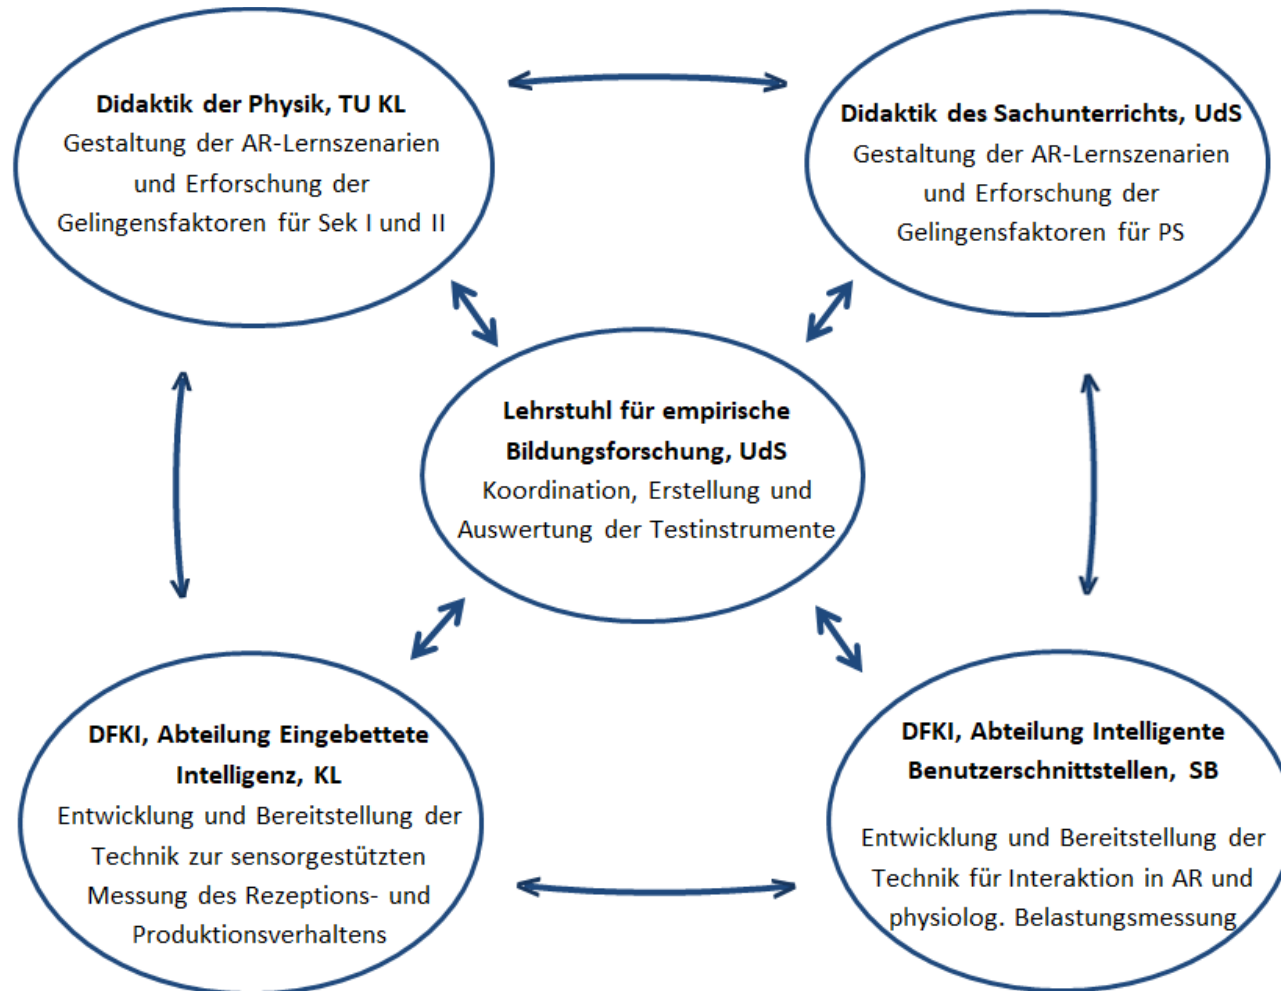 Didaktik der Physik, TU KL
Gestaltung der AR-Lernszenarien
und Erforschung der
Gelingensfaktoren für Sek I und II
Didaktik des Sachunterrichts, UdS
Gestaltung der AR-Lernszenarien
und Erforschung der
Gelingensfaktoren für PS
Lehrstuhl für empirische
Bildungsforschung, UdS
Koordination, Erstellung und
Auswertung der Testinstrumente
DFKI, Abteilung Eingebettete
Intelligenz, KL
Entwicklung und Bereitstellung der
Technik zur sensorgestützten
Messung des Rezeptions- und
Produktionsverhaltens
DFKI, Abteilung Intelligente
Benutzerschnittstellen, SB
Entwicklung und Bereitstellung der
Technik für Interaktion in AR und
physiolog. Belastungsmessung